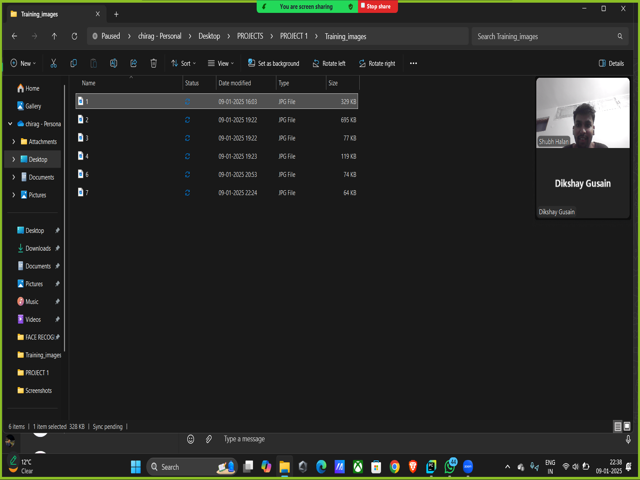 Training_images
You are screen sharing
Stop share
Paused > chirag - Personal > Desktop > PROJECTS > PROJECT 1 > Training_images
Search Training_images
New
Sort
View
Set as background
Rotate left
Rotate right
Details
Name Status Date modified Type Size
1 09-01-2025 16:03 JPG File 329 KB
2 09-01-2025 19:22 JPG File 695 KB
3 09-01-2025 19:22 JPG File 77 KB
4 09-01-2025 19:23 JPG File 119 KB
6 09-01-2025 20:53 JPG File 74 KB
7 09-01-2025 22:24 JPG File 64 KB
Home
Gallery
chirag - Persona
Attachments
Desktop
Documents
Pictures
Desktop
Downloads
Documents
Pictures
Music
Videos
FACE RECOG
Training_images
PROJECT 1
Screenshots
Shubh Halan
Dikshay Gusain
Dikshay Gusain
6 items | 1 item selected 328 KB | Sync pending |
Type a message
12°C
Clear
Search
ENG
IN
22:38
09-01-2025